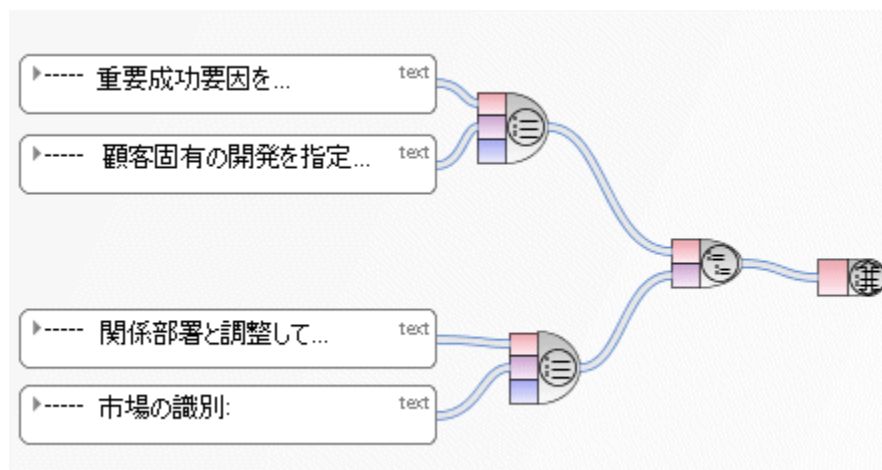 ----- 重要成功要因を... text
----- 顧客固有の開発を指定... text
----- 関係部署と調整して... text
----- 市場の識別: text